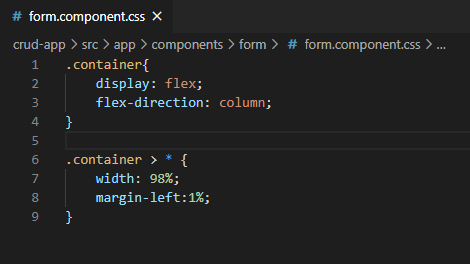 # form.component.css ×
crud-app > src > app > components > form > # form.component.css > ...
1 .container{
2     display: flex;
3     flex-direction: column;
4 }
5
6 .container > * {
7     width: 98%;
8     margin-left:1%;
9 }